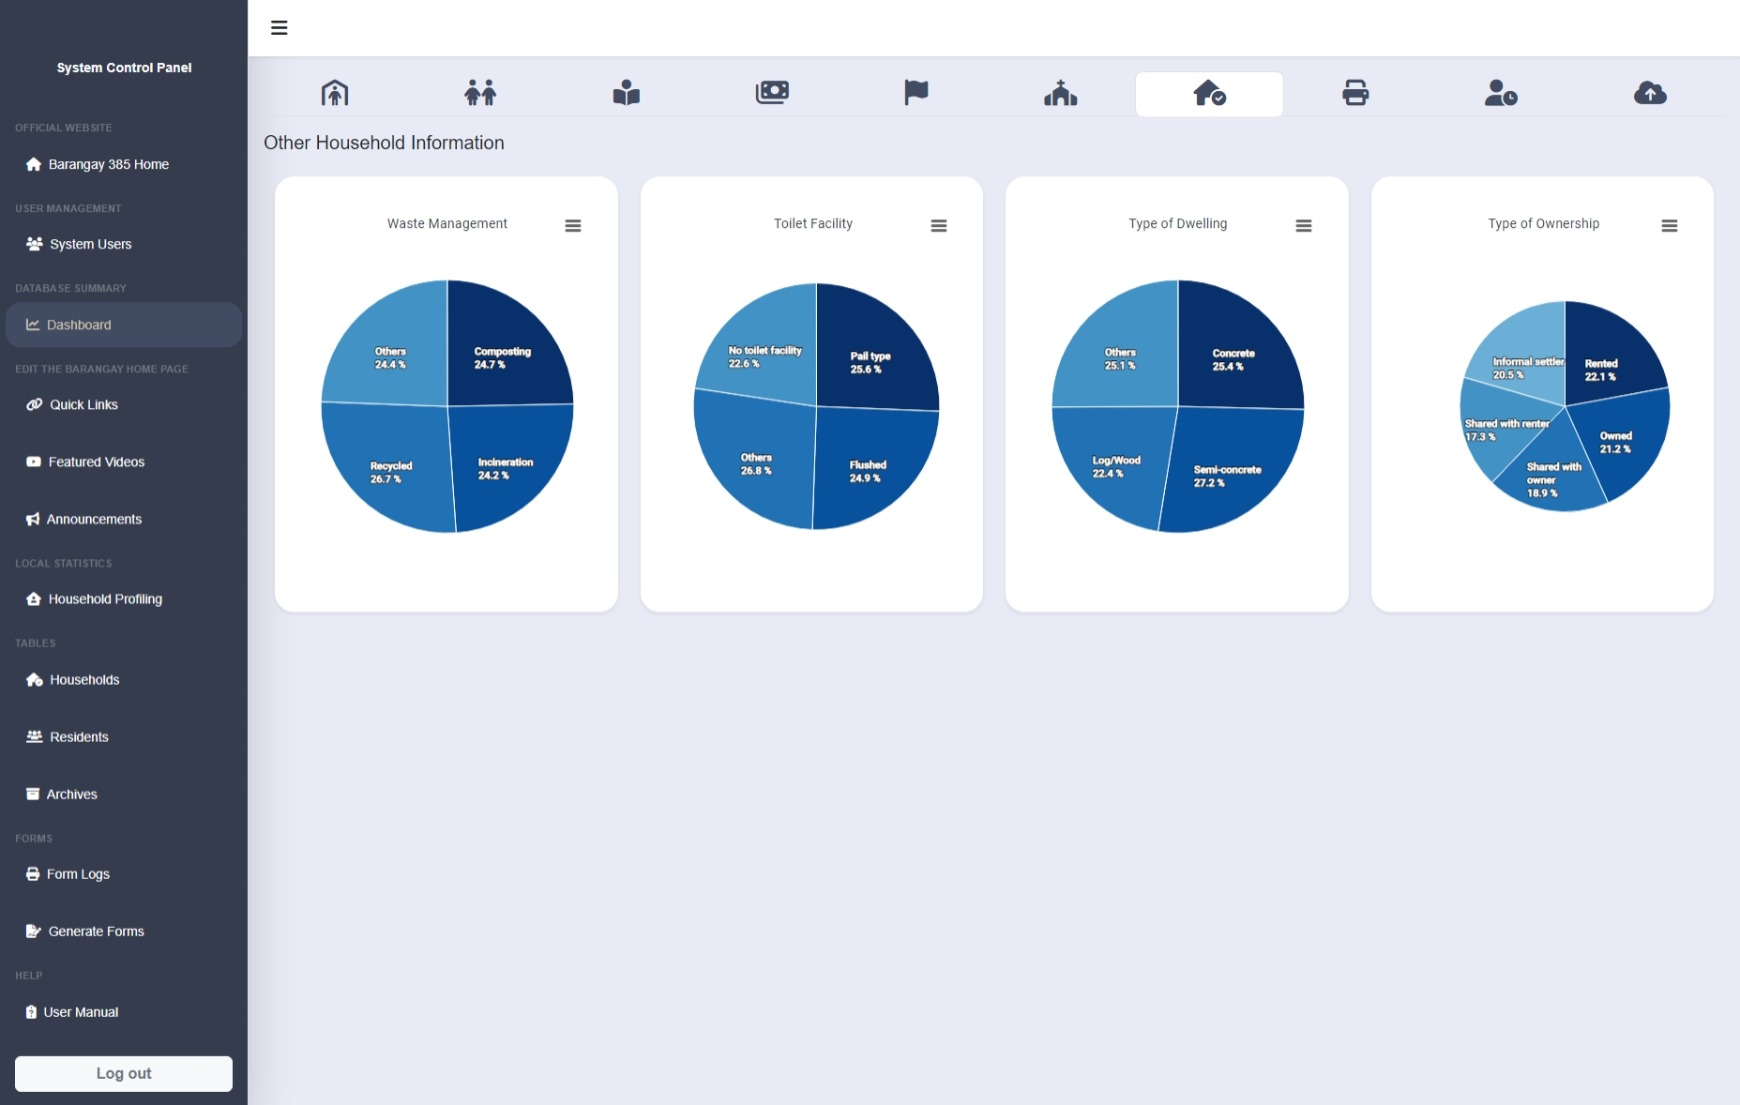 System Control Panel
OFFICIAL WEBSITE
Barangay 385 Home
USER MANAGEMENT
System Users
DATABASE SUMMARY
Dashboard
EDIT THE BARANGAY HOME PAGE
Quick Links
Featured Videos
Announcements
LOCAL STATISTICS
Household Profiling
TABLES
Households
Residents
Archives
FORMS
Form Logs
Generate Forms
HELP
User Manual
Log out
Other Household Information
Waste Management
Others
24.4 %
Composting
24.7 %
Recycled
26.7 %
Incineration
24.2 %
Toilet Facility
No toilet facility
22.6 %
Pail type
25.6 %
Others
26.8 %
Flushed
24.9 %
Type of Dwelling
Others
25.1 %
Concrete
25.4 %
Log/Wood
22.4 %
Semi-concrete
27.2 %
Type of Ownership
Informal settler
20.5 %
Rented
22.1 %
Shared with renter
17.3 %
Owned
21.2 %
Shared with
owner
18.9 %